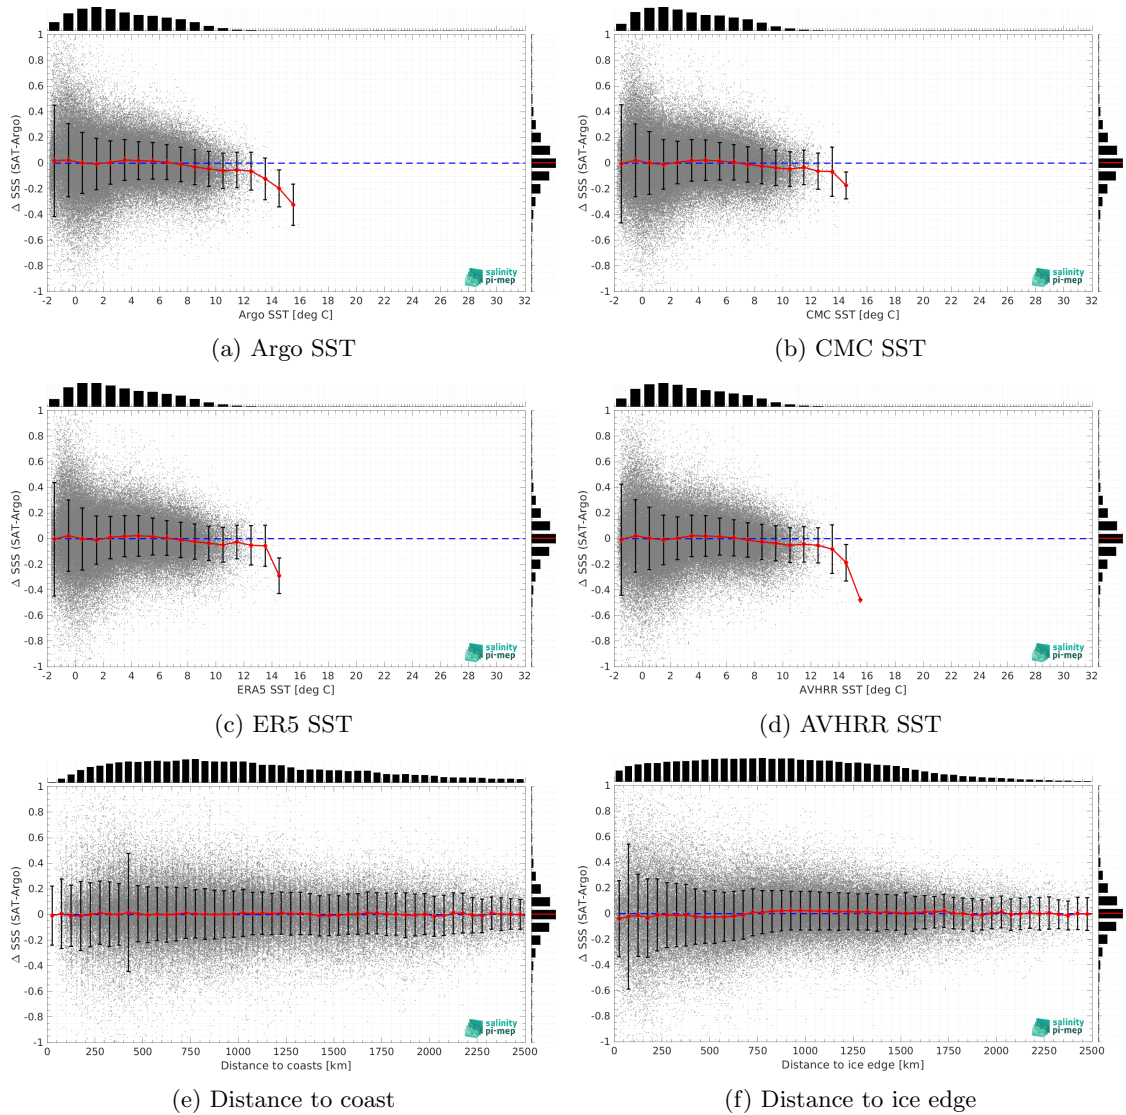 1
0.8
0.6
0.4
0.2
0
-0.2
-0.4
-0.6
-0.8
-1
Δ SSS (SAT-Argo)
salinity
pi-mep
-2 0 2 4 6 8 10 12 14 16 18 20 22 24 26 28 30 32
Argo SST [deg C]
(a) Argo SST
1
0.8
0.6
0.4
0.2
0
-0.2
-0.4
-0.6
-0.8
-1
Δ SSS (SAT-Argo)
salinity
pi-mep
-2 0 2 4 6 8 10 12 14 16 18 20 22 24 26 28 30 32
CMC SST [deg C]
(b) CMC SST
1
0.8
0.6
0.4
0.2
0
-0.2
-0.4
-0.6
-0.8
-1
Δ SSS (SAT-Argo)
salinity
pi-mep
-2 0 2 4 6 8 10 12 14 16 18 20 22 24 26 28 30 32
ERA5 SST [deg C]
(c) ER5 SST
1
0.8
0.6
0.4
0.2
0
-0.2
-0.4
-0.6
-0.8
-1
Δ SSS (SAT-Argo)
salinity
pi-mep
-2 0 2 4 6 8 10 12 14 16 18 20 22 24 26 28 30 32
AVHRR SST [deg C]
(d) AVHRR SST
1
0.8
0.6
0.4
0.2
0
-0.2
-0.4
-0.6
-0.8
-1
Δ SSS (SAT-Argo)
salinity
pi-mep
0 250 500 750 1000 1250 1500 1750 2000 2250 2500
Distance to coasts [km]
(e) Distance to coast
1
0.8
0.6
0.4
0.2
0
-0.2
-0.4
-0.6
-0.8
-1
Δ SSS (SAT-Argo)
salinity
pi-mep
0 250 500 750 1000 1250 1500 1750 2000 2250 2500
Distance to ice edge [km]
(f) Distance to ice edge